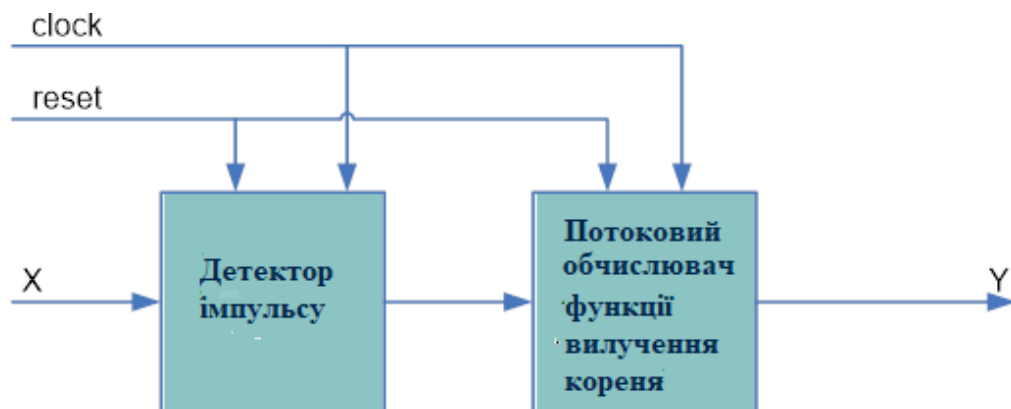 clock
reset
X
Детектор
імпульсу
Потоковий
обчислювач
функції
вилучення
кореня
Y